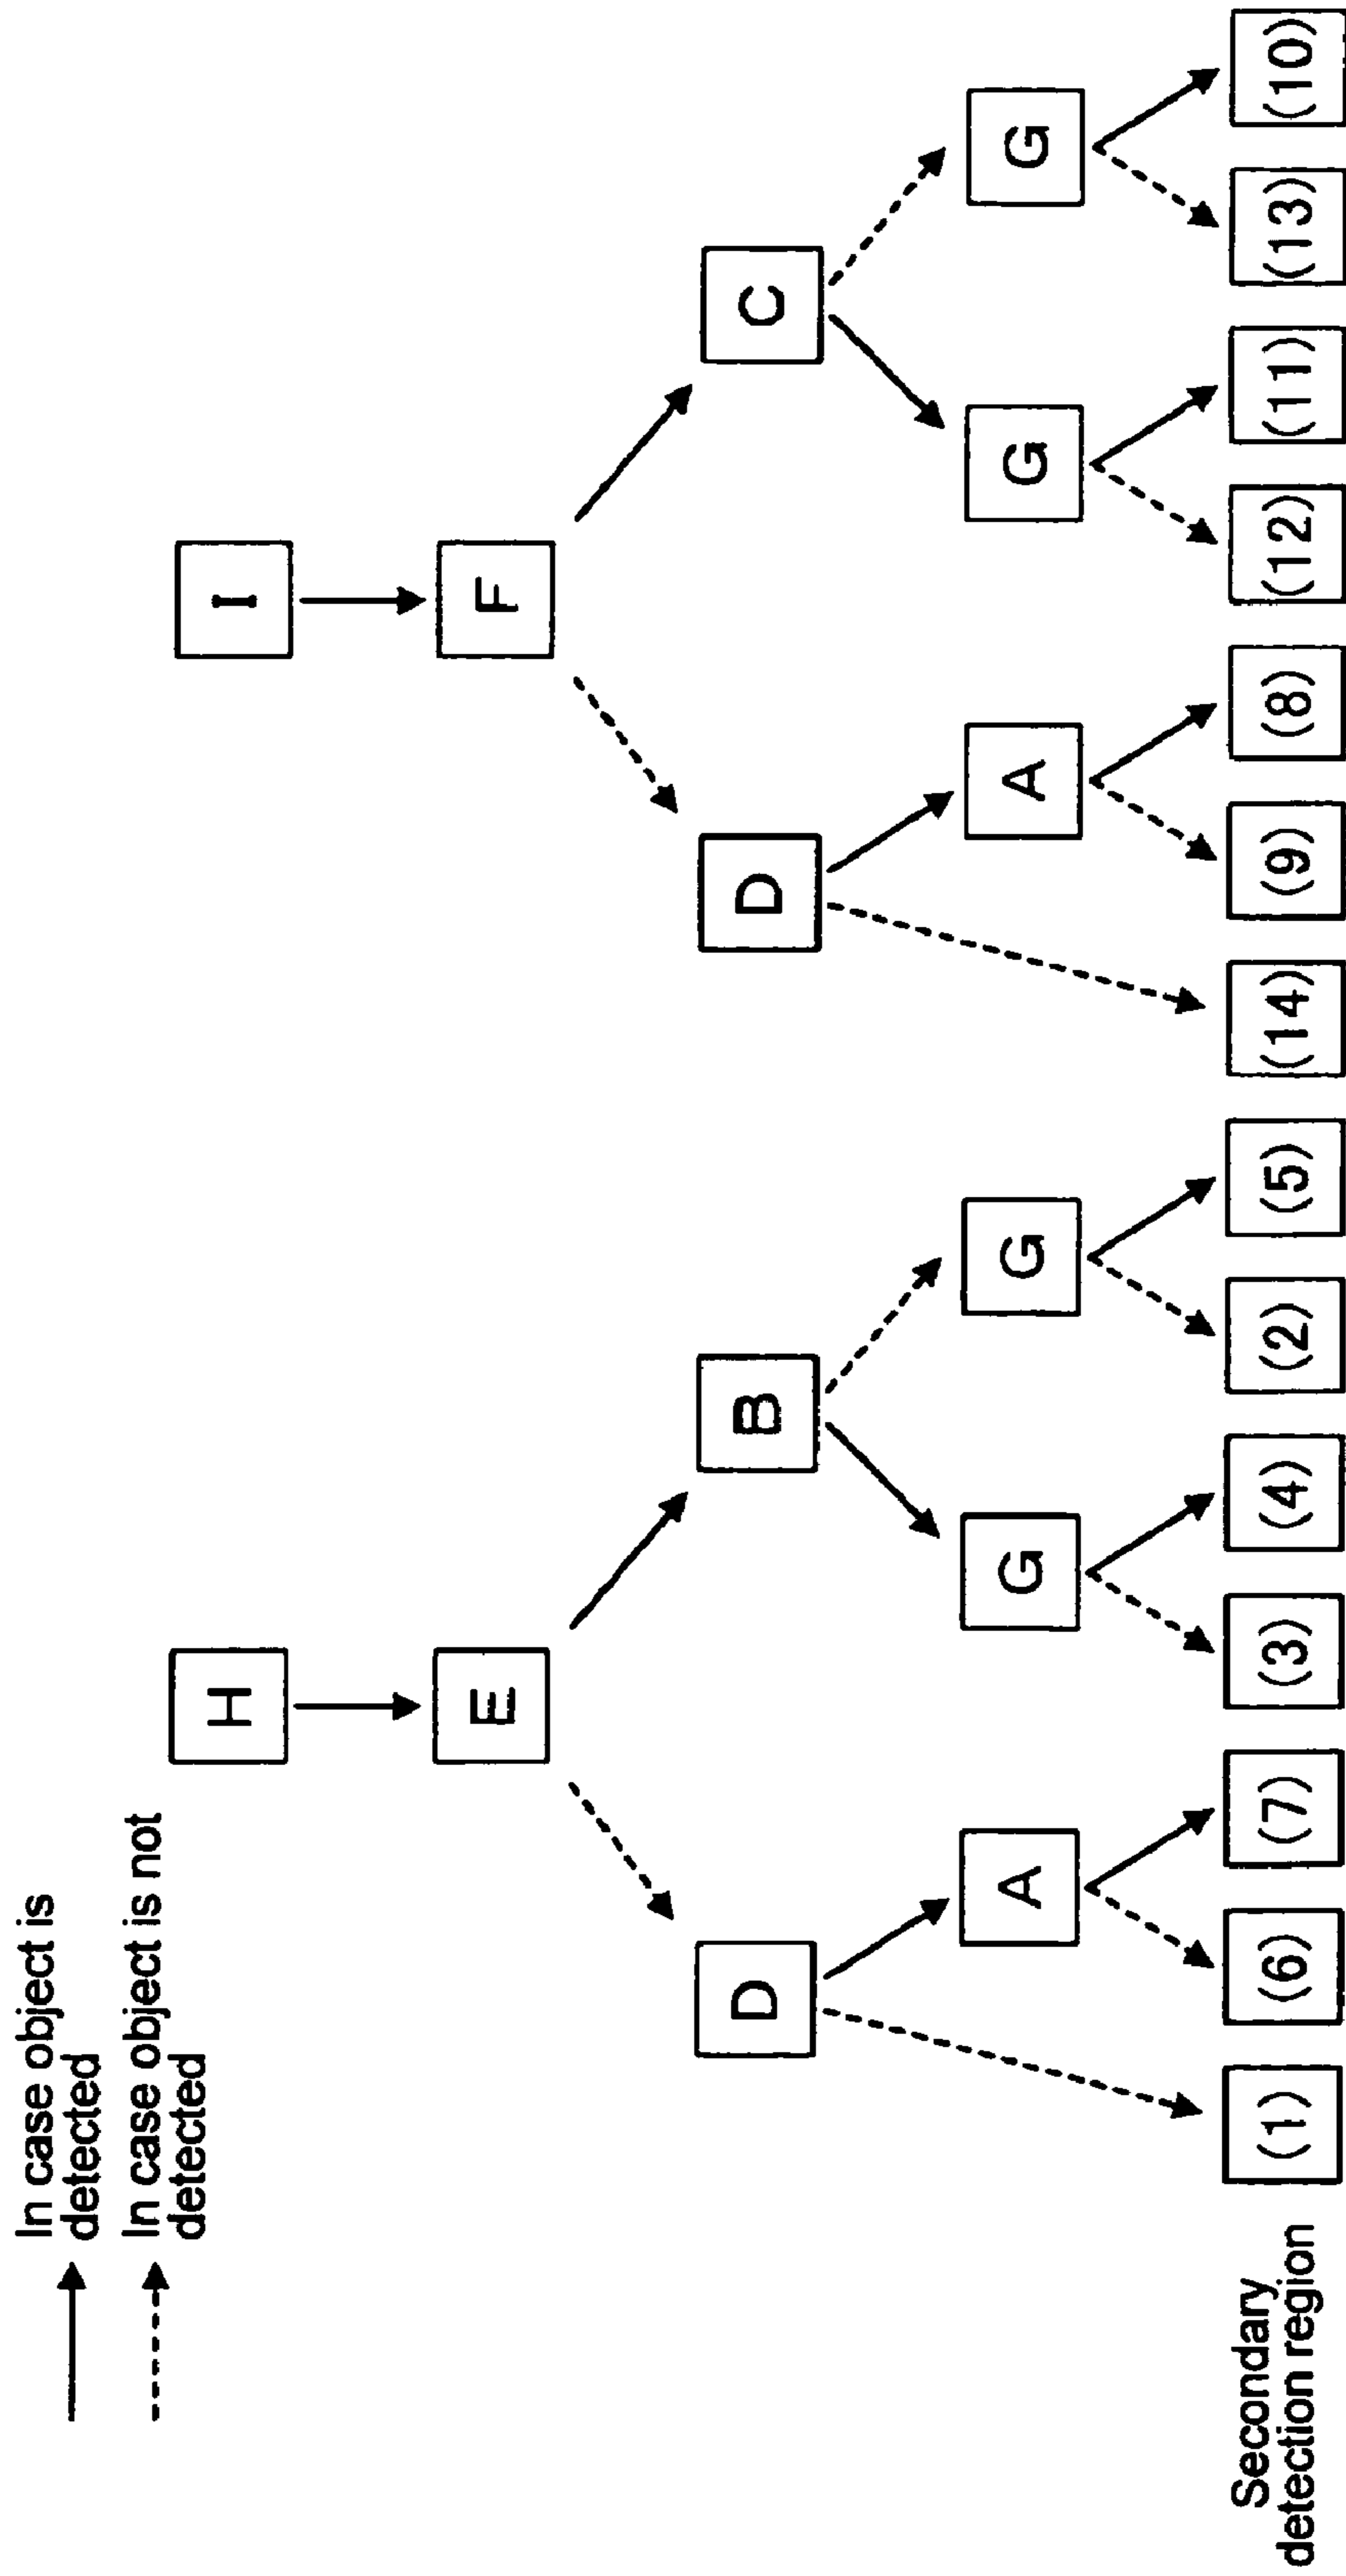 In case object is
detected
In case object is not
detected
H I
E F
D B D C
A G G A G G
Secondary
detection region
(1) (6) (7) (3) (4) (2) (5) (14) (9) (8) (12) (11) (13) (10)